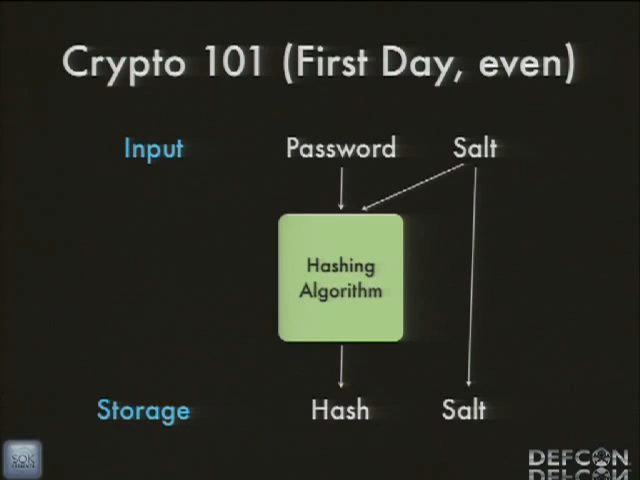 Crypto 101 (First Day, even)
Input Password Salt
Hashing
Algorithm
Storage Hash Salt
DEFCON